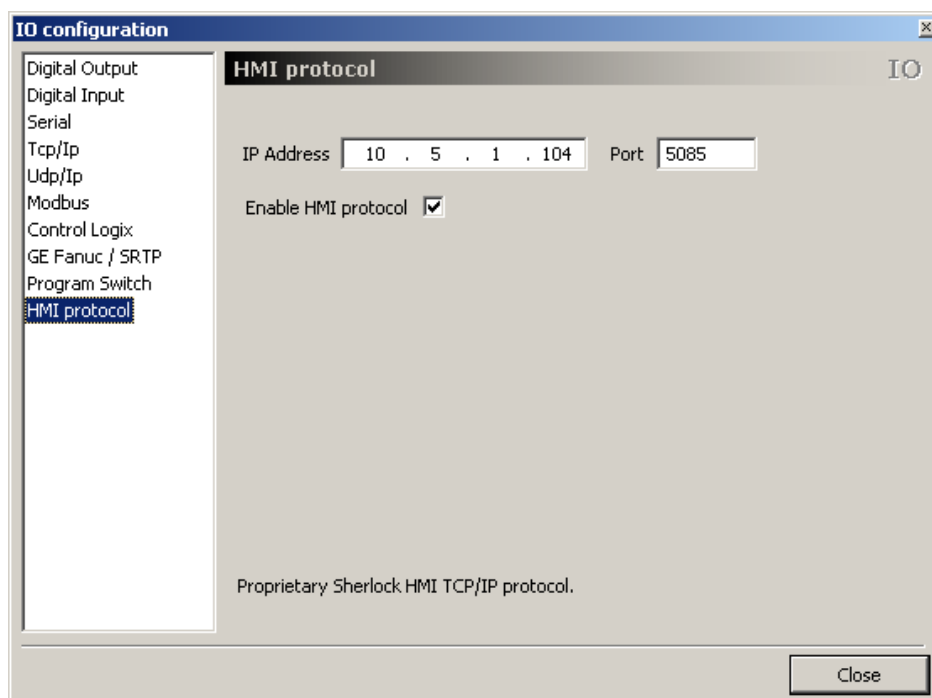 IO configuration
Digital Output
Digital Input
Serial
Tcp/Ip
Udp/Ip
Modbus
Control Logix
GE Fanuc / SRTP
Program Switch
HMI protocol
HMI protocol IO
IP Address 10 . 5 . 1 . 104 Port 5085
Enable HMI protocol
Proprietary Sherlock HMI TCP/IP protocol.
Close